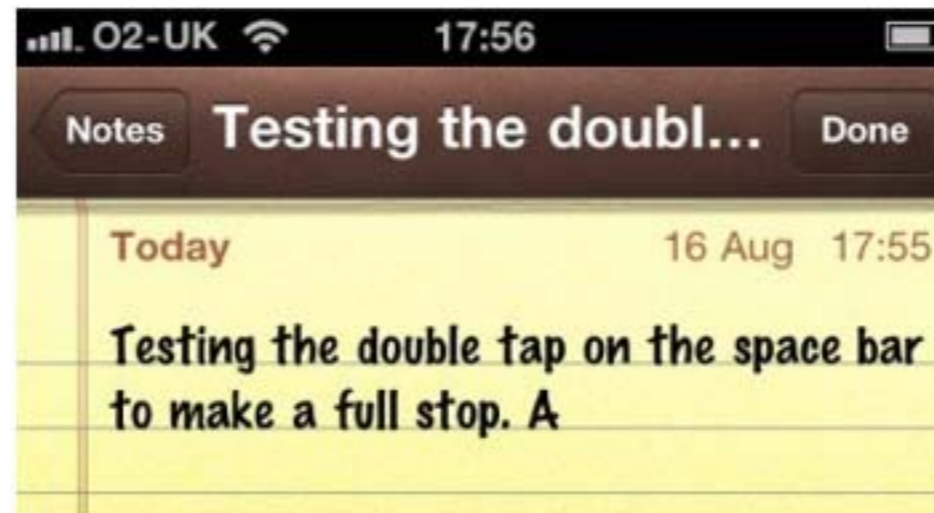 O2-UK 17:56
Notes Testing the doubl... Done
Today 16 Aug 17:55
Testing the double tap on the space bar
to make a full stop. A